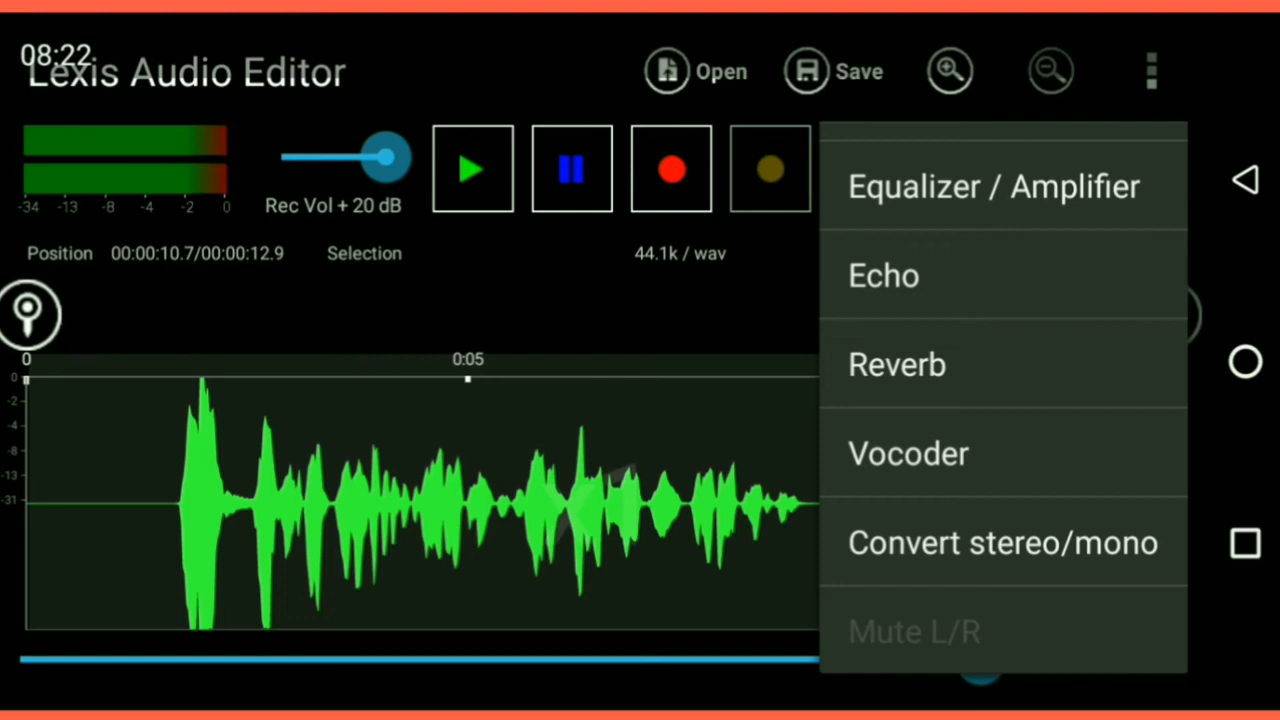 08:22
Lexis Audio Editor
Open
Save
-34 -13 -8 -4 -2 0
Rec Vol + 20 dB
Position 00:00:10.7/00:00:12.9 Selection 44.1k / wav
0 0:05
0
-2
-4
-8
-13
-31
Equalizer / Amplifier
Echo
Reverb
Vocoder
Convert stereo/mono
Mute L/R